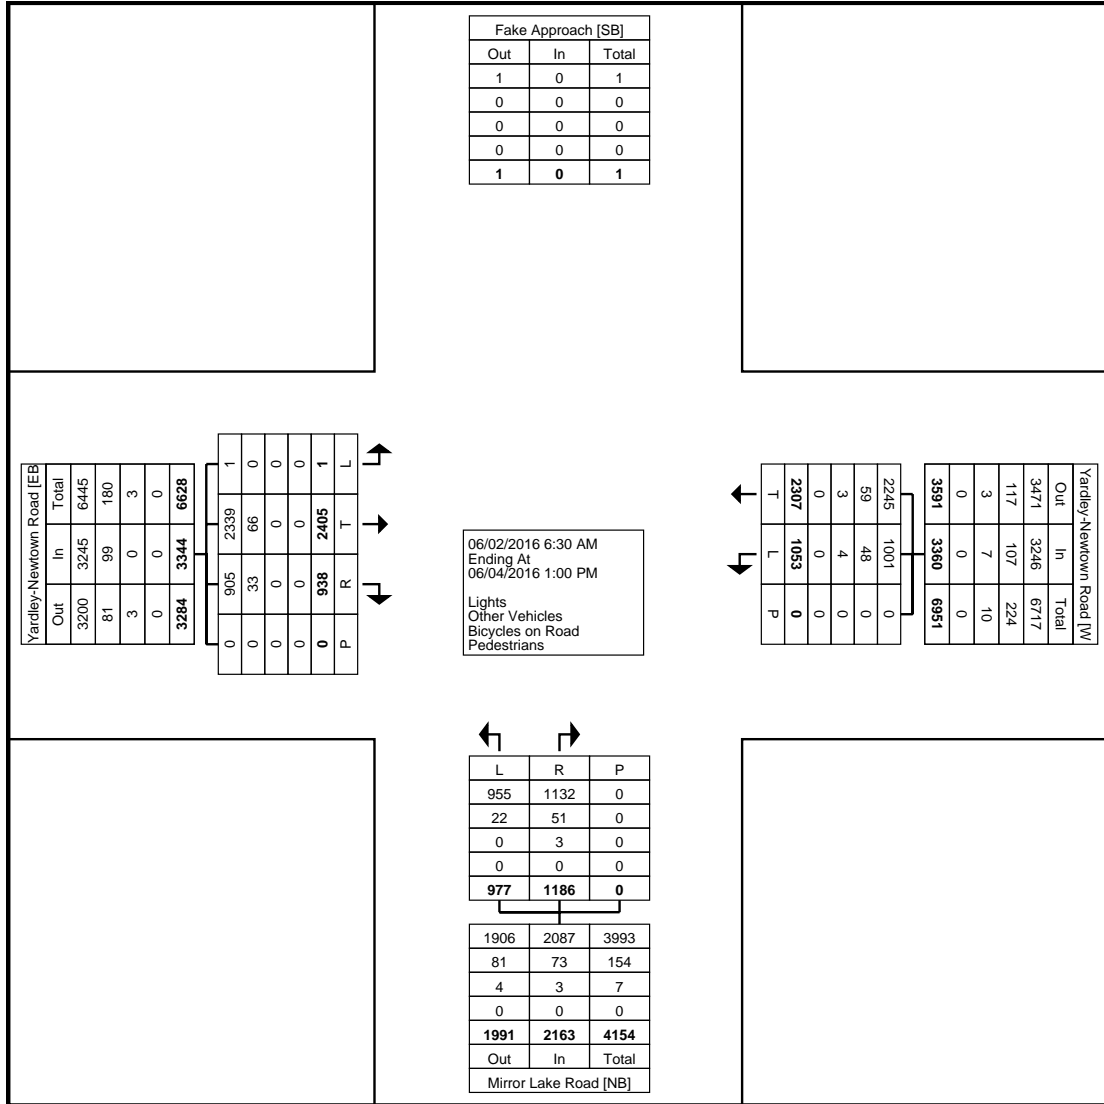 Fake Approach [SB]
Out In Total
1 0 1
0 0 0
0 0 0
0 0 0
1 0 1
Yardley-Newtown Road [EB
Total In Out
6445 3245 3200
180 99 81
3 0 3
0 0 0
6628 3344 3284
1 2339 905 0
0 66 33 0
0 0 0 0
0 0 0 0
1 2405 938 0
L T R P
06/02/2016 6:30 AM
Ending At
06/04/2016 1:00 PM
Lights
Other Vehicles
Bicycles on Road
Pedestrians
Yardley-Newtown Road [W
Out In Total
3471 3246 6717
117 107 224
3 7 10
0 0 0
3591 3360 6951
2245 1001 0
59 48 0
3 4 0
0 0 0
2307 1053 0
T L P
L R P
955 1132 0
22 51 0
0 3 0
0 0 0
977 1186 0
1906 2087 3993
81 73 154
4 3 7
0 0 0
1991 2163 4154
Out In Total
Mirror Lake Road [NB]